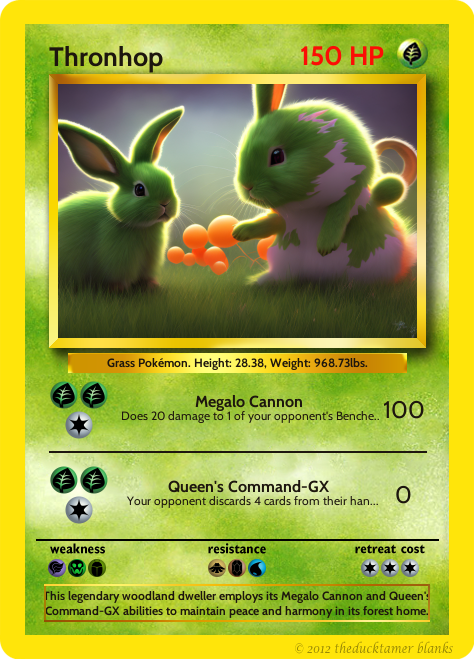 Thronhop
150 HP
Grass Pokémon. Height: 28.38, Weight: 968.73lbs.
Megalo Cannon
Does 20 damage to 1 of your opponent's Benche..
100
Queen's Command-GX
Your opponent discards 4 cards from their han...
0
weakness
resistance
retreat cost
This legendary woodland dweller employs its Megalo Cannon and Queen's
Command-GX abilities to maintain peace and harmony in its forest home.
© 2012 theducktamer blanks